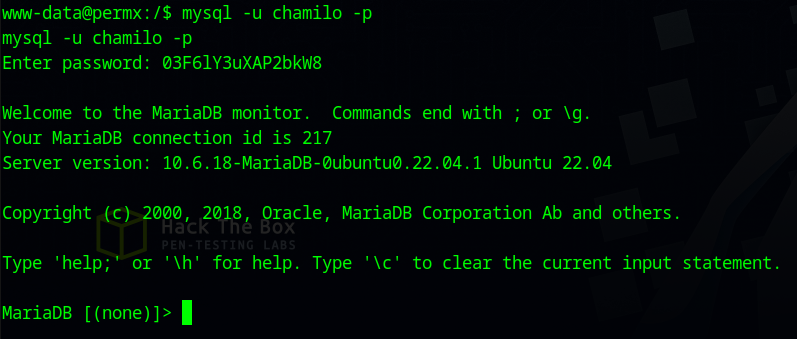 www-data@permx:/$ mysql -u chamilo -p
mysql -u chamilo -p
Enter password: 03F6lY3uXAP2bkW8
Welcome to the MariaDB monitor.  Commands end with ; or \g.
Your MariaDB connection id is 217
Server version: 10.6.18-MariaDB-0ubuntu0.22.04.1 Ubuntu 22.04
Copyright (c) 2000, 2018, Oracle, MariaDB Corporation Ab and others.
Hack The Box
PEN-TESTING LABS
Type 'help;' or '\h' for help. Type '\c' to clear the current input statement.
MariaDB [(none)]>